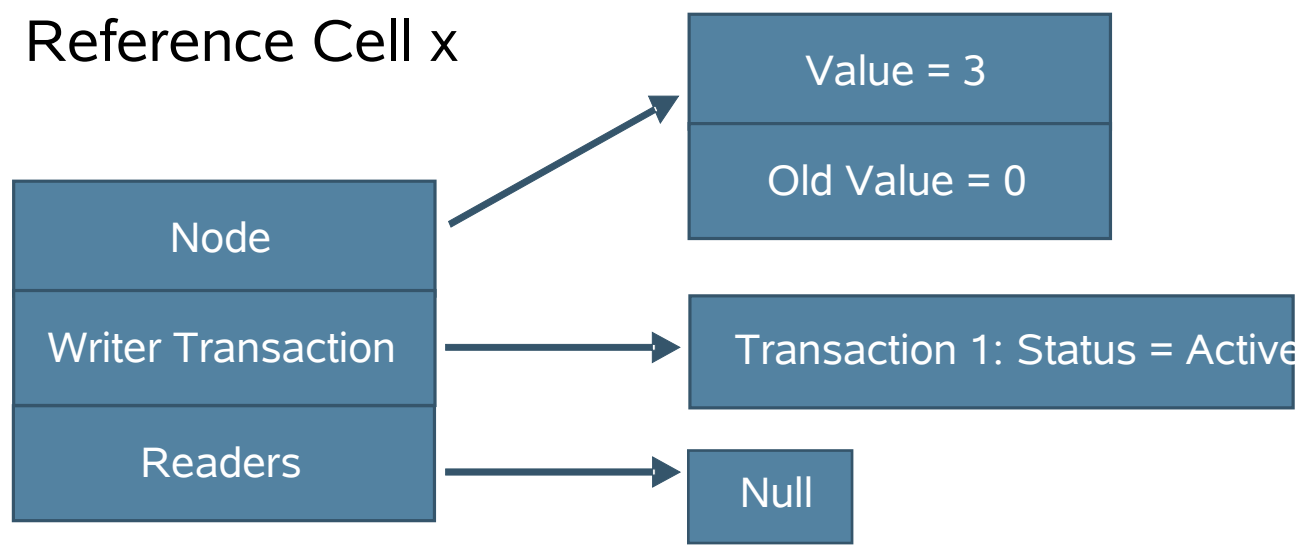 Reference Cell x
Value = 3
Old Value = 0
Node
Writer Transaction
Transaction 1: Status = Active
Readers
Null